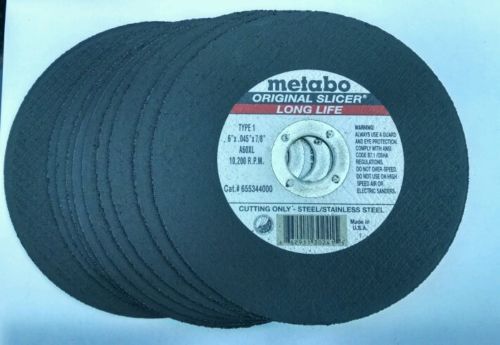 metabo
ORIGINAL SLICER®
LONG LIFE
TYPE 1
6" x .045" x 7/8"
A60XL
10,200 R.P.M.
Cat.# 655344000
WARNING:
ALWAYS USE A GUARD
AND EYE PROTECTION.
COMPLY WITH ANSI
CODE B7.1 /OSHA
REGULATIONS.
DO NOT OVER-SPEED.
DO NOT USE ON HIGH
SPEED AIR OR
ELECTRIC SANDERS.
CUTTING ONLY - STEEL/STAINLESS STEEL
Made in
U.S.A.